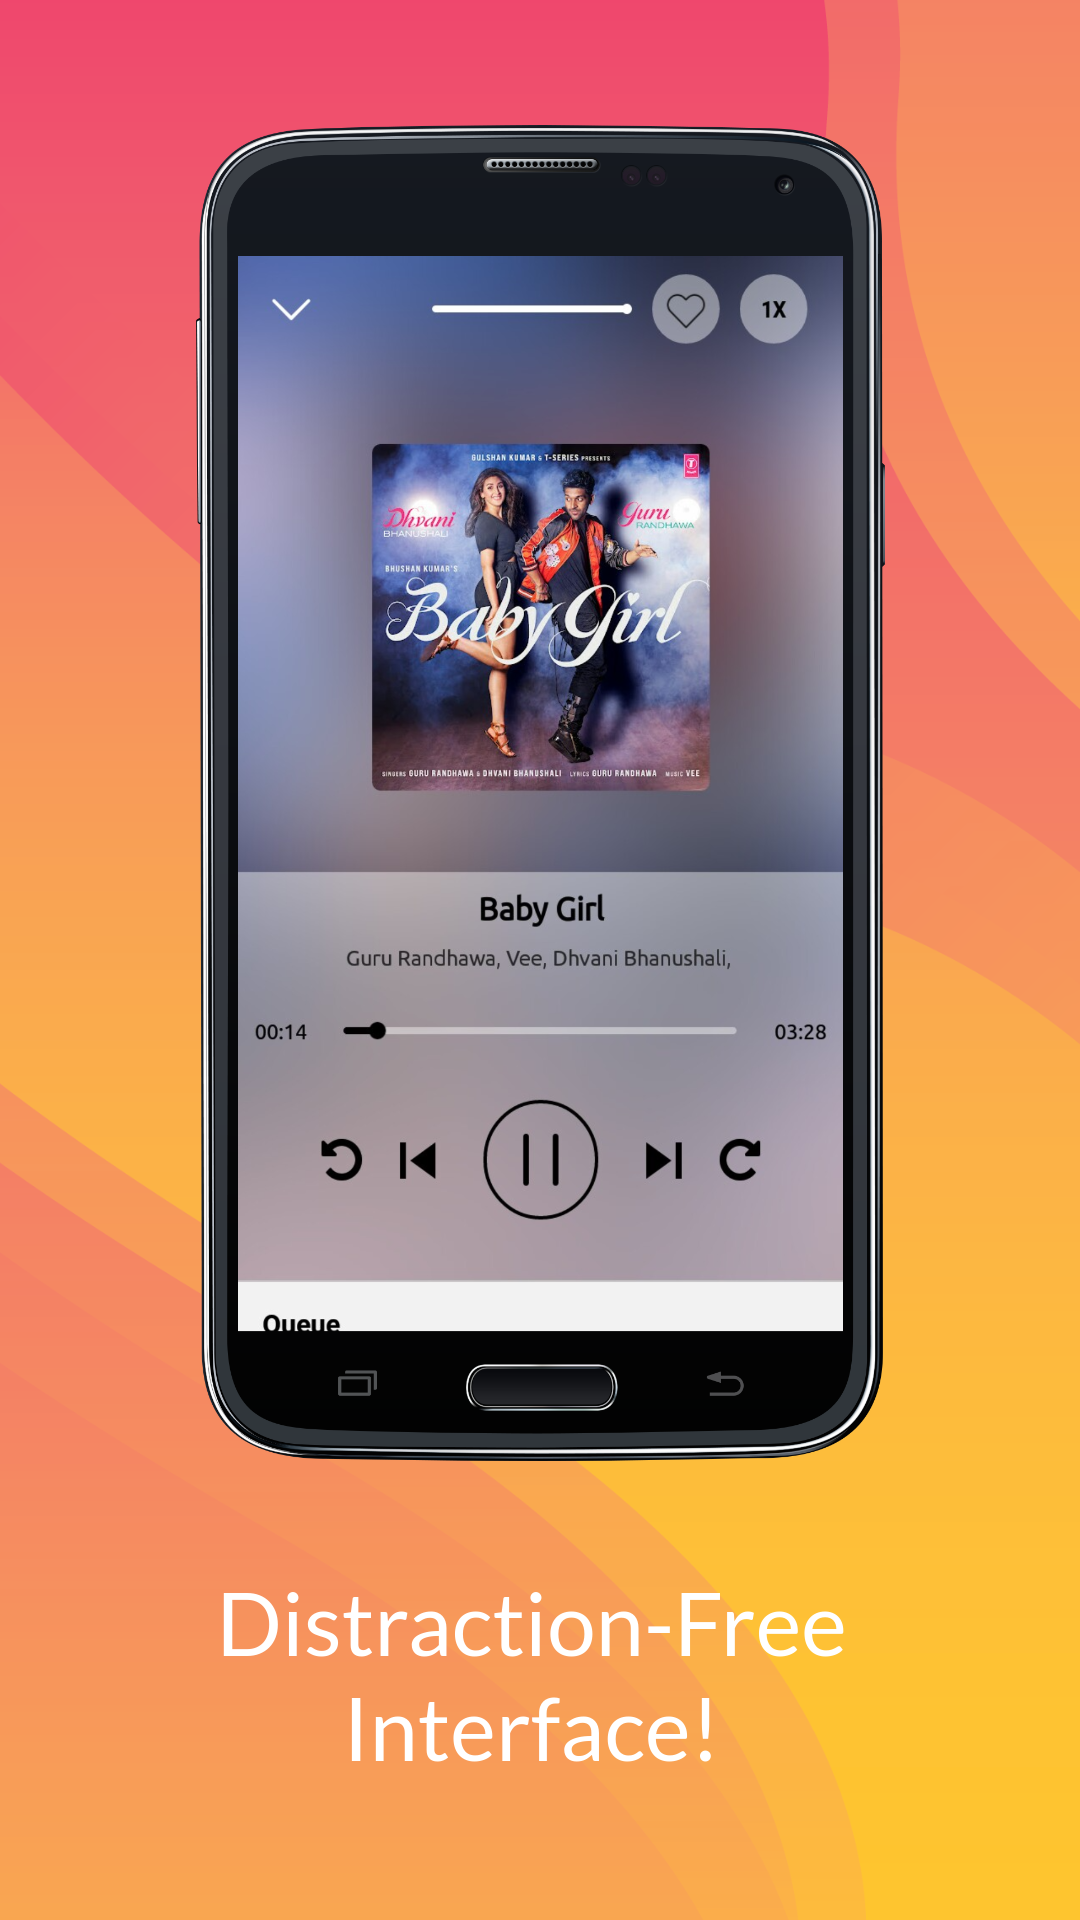 1X
GULSHAN KUMAR & T-SERIES PRESENTS
Dhvani
BHANUSHALI
Guru
RANDHAWA
BHUSHAN KUMAR'S
Baby Girl
SINGERS GURU RANDHAWA & DHVANI BHANUSHALI LYRICS GURU RANDHAWA MUSIC VEE
Baby Girl
Guru Randhawa, Vee, Dhvani Bhanushali,
00:14
03:28
Queue
Distraction-Free
Interface!